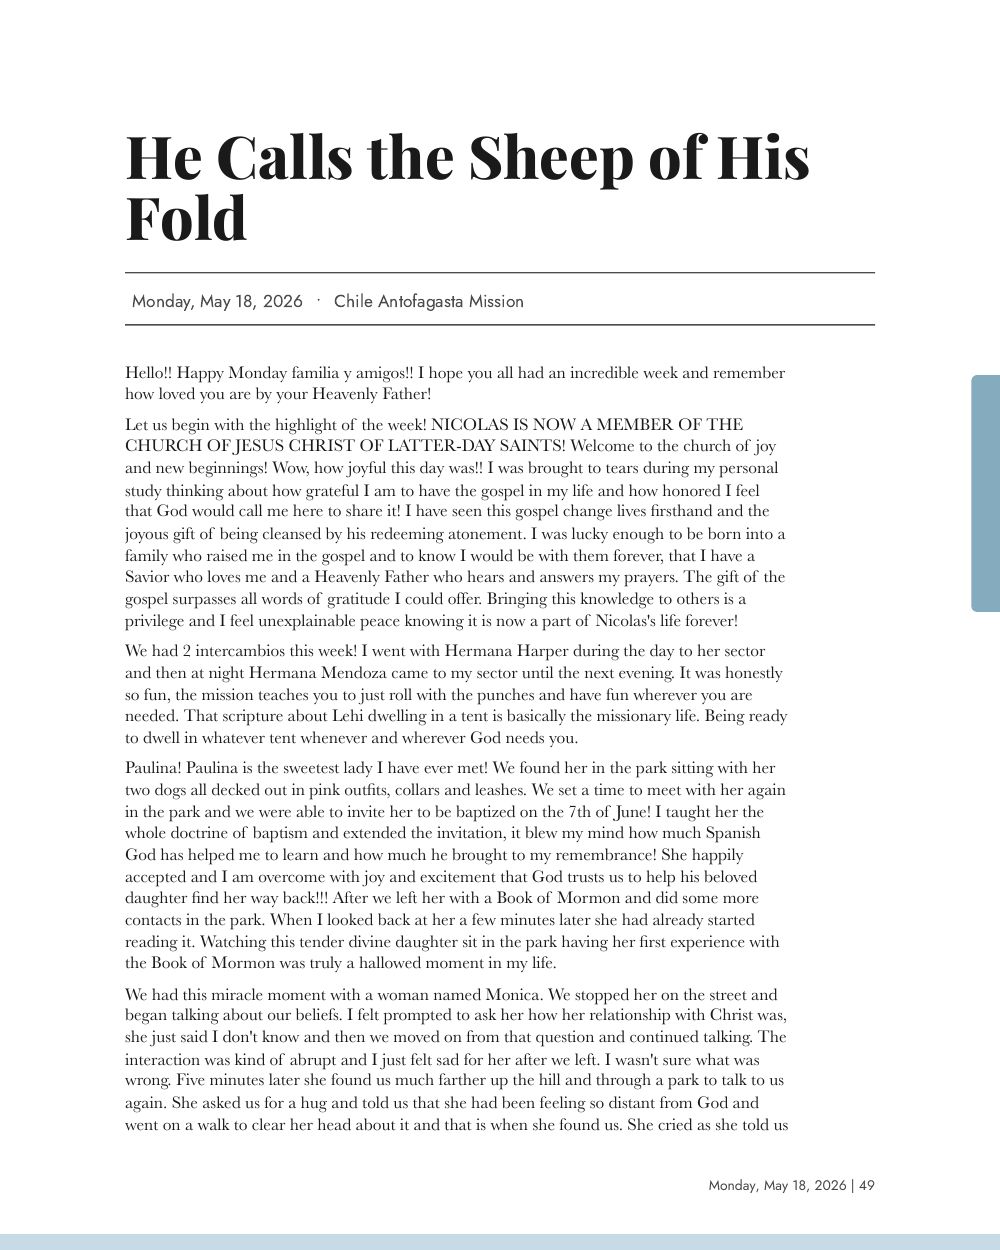 He Calls the Sheep of His
Fold
Monday, May 18, 2026 · Chile Antofagasta Mission
Hello!! Happy Monday familia y amigos!! I hope you all had an incredible week and remember
how loved you are by your Heavenly Father!
Let us begin with the highlight of the week! NICOLAS IS NOW A MEMBER OF THE
CHURCH OF JESUS CHRIST OF LATTER-DAY SAINTS! Welcome to the church of joy
and new beginnings! Wow, how joyful this day was!! I was brought to tears during my personal
study thinking about how grateful I am to have the gospel in my life and how honored I feel
that God would call me here to share it! I have seen this gospel change lives firsthand and the
joyous gift of being cleansed by his redeeming atonement. I was lucky enough to be born into a
family who raised me in the gospel and to know I would be with them forever, that I have a
Savior who loves me and a Heavenly Father who hears and answers my prayers. The gift of the
gospel surpasses all words of gratitude I could offer. Bringing this knowledge to others is a
privilege and I feel unexplainable peace knowing it is now a part of Nicolas's life forever!
We had 2 intercambios this week! I went with Hermana Harper during the day to her sector
and then at night Hermana Mendoza came to my sector until the next evening. It was honestly
so fun, the mission teaches you to just roll with the punches and have fun wherever you are
needed. That scripture about Lehi dwelling in a tent is basically the missionary life. Being ready
to dwell in whatever tent whenever and wherever God needs you.
Paulina! Paulina is the sweetest lady I have ever met! We found her in the park sitting with her
two dogs all decked out in pink outfits, collars and leashes. We set a time to meet with her again
in the park and we were able to invite her to be baptized on the 7th of June! I taught her the
whole doctrine of baptism and extended the invitation, it blew my mind how much Spanish
God has helped me to learn and how much he brought to my remembrance! She happily
accepted and I am overcome with joy and excitement that God trusts us to help his beloved
daughter find her way back!!! After we left her with a Book of Mormon and did some more
contacts in the park. When I looked back at her a few minutes later she had already started
reading it. Watching this tender divine daughter sit in the park having her first experience with
the Book of Mormon was truly a hallowed moment in my life.
We had this miracle moment with a woman named Monica. We stopped her on the street and
began talking about our beliefs. I felt prompted to ask her how her relationship with Christ was,
she just said I don't know and then we moved on from that question and continued talking. The
interaction was kind of abrupt and I just felt sad for her after we left. I wasn't sure what was
wrong. Five minutes later she found us much farther up the hill and through a park to talk to us
again. She asked us for a hug and told us that she had been feeling so distant from God and
went on a walk to clear her head about it and that is when she found us. She cried as she told us
Monday, May 18, 2026 | 49